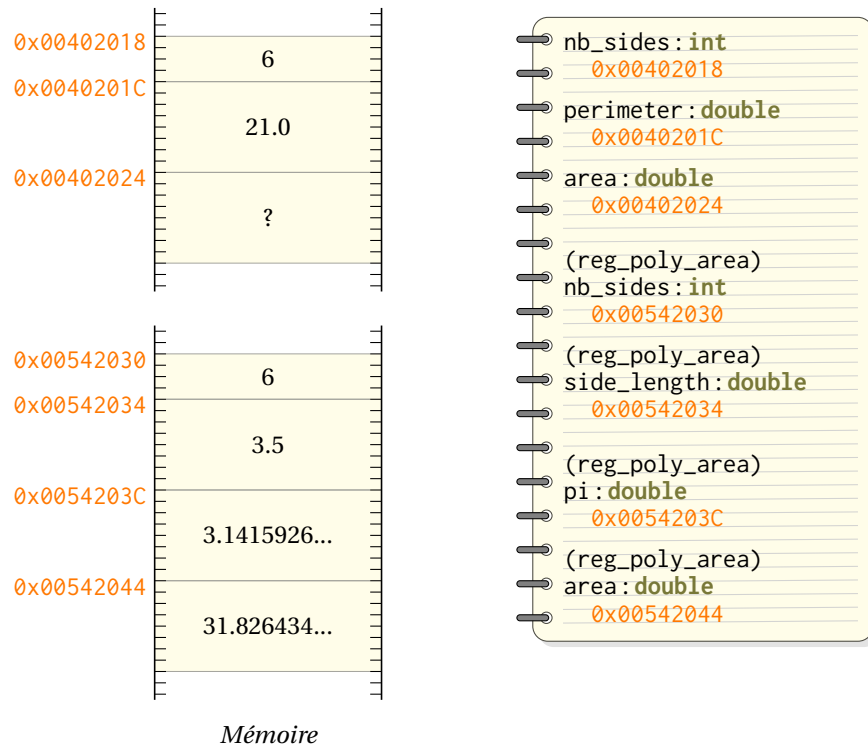 0x00402018
6
0x0040201C
21.0
0x00402024
?
0x00542030
6
0x00542034
3.5
0x0054203C
3.1415926...
0x00542044
31.826434...
Mémoire
nb_sides:int
0x00402018
perimeter:double
0x0040201C
area:double
0x00402024
(reg_poly_area)
nb_sides:int
0x00542030
(reg_poly_area)
side_length:double
0x00542034
(reg_poly_area)
pi:double
0x0054203C
(reg_poly_area)
area:double
0x00542044